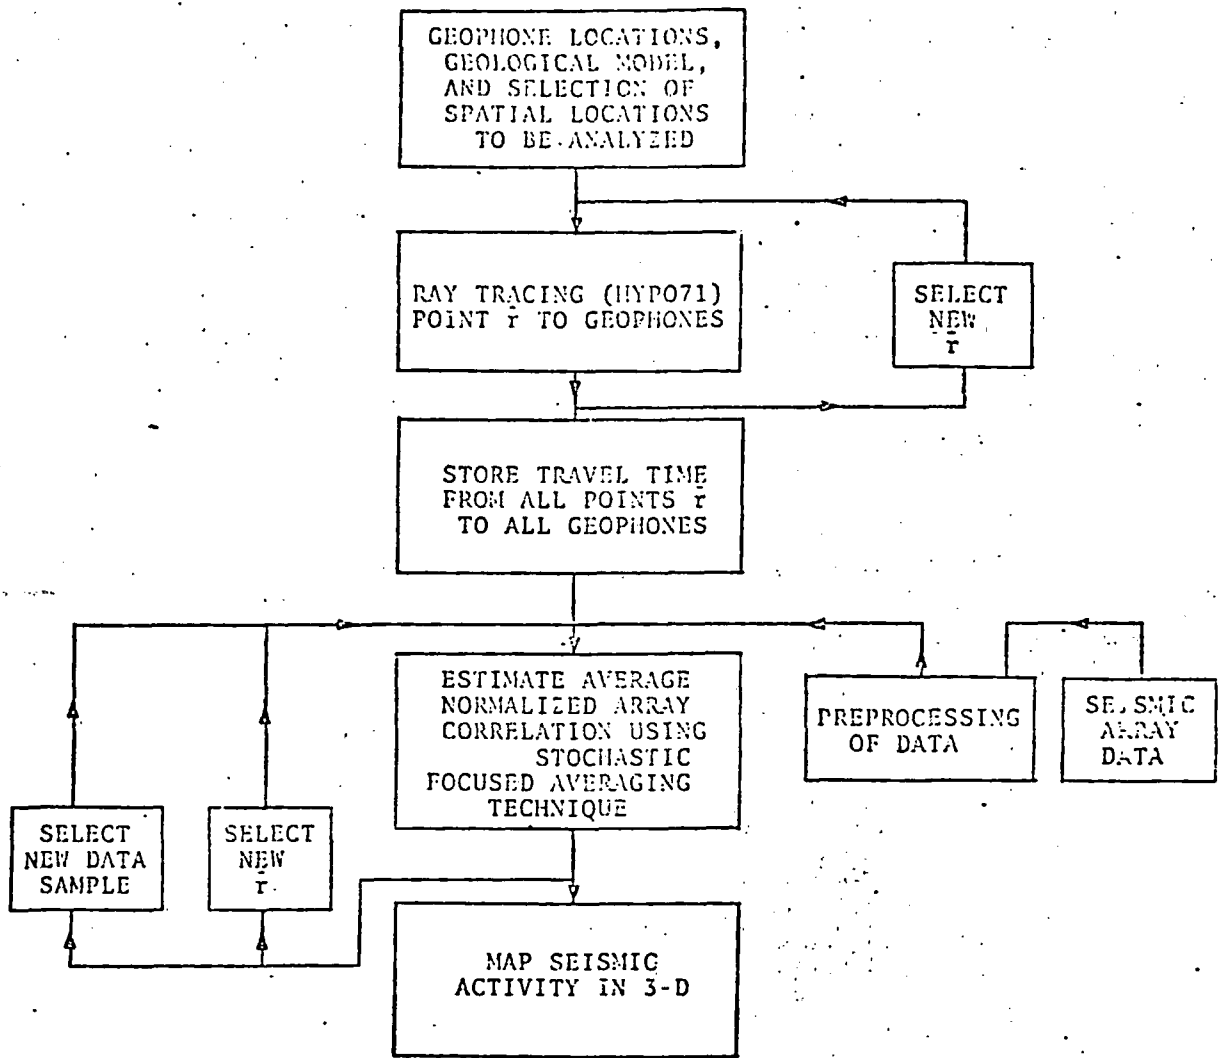 GEOPHONE LOCATIONS,
GEOLOGICAL MODEL,
AND SELECTION OF
SPATIAL LOCATIONS
TO BE ANALYZED
RAY TRACING (HYPO71)
POINT r̄ TO GEOPHONES
SELECT
NEW
r̄
STORE TRAVEL TIME
FROM ALL POINTS r̄
TO ALL GEOPHONES
ESTIMATE AVERAGE
NORMALIZED ARRAY
CORRELATION USING
STOCHASTIC
FOCUSED AVERAGING
TECHNIQUE
PREPROCESSING
OF DATA
SEISMIC
ARRAY
DATA
SELECT
NEW DATA
SAMPLE
SELECT
NEW
r̄
MAP SEISMIC
ACTIVITY IN 3-D